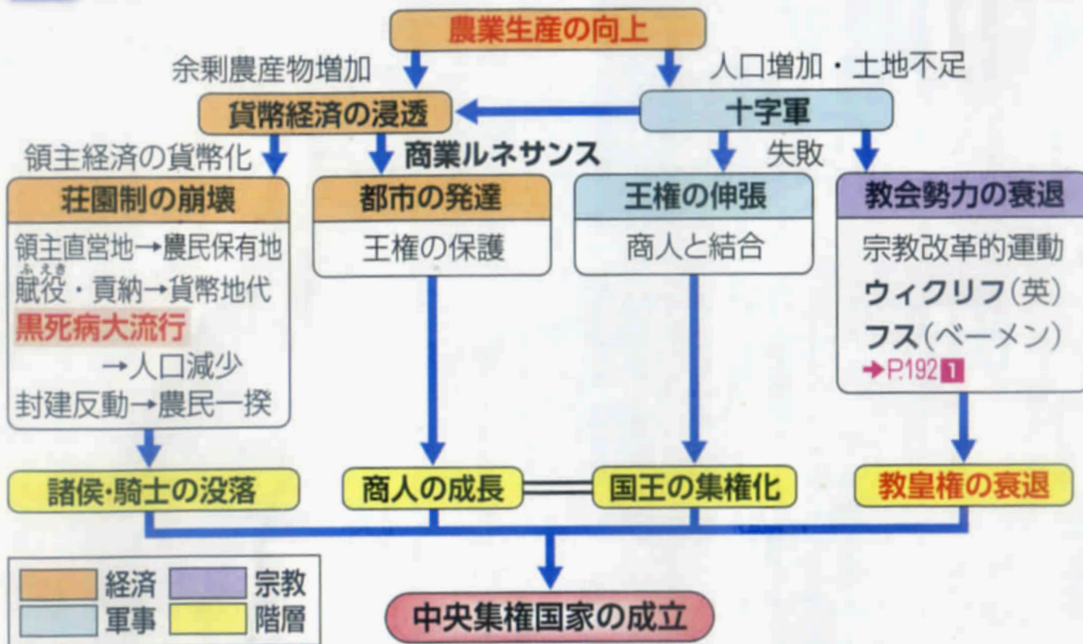 農業生産の向上
余剰農産物増加
人口増加・土地不足
貨幣経済の浸透
十字軍
領主経済の貨幣化
商業ルネサンス
失敗
荘園制の崩壊
領主直営地→農民保有地
ふえき
賦役・貢納→貨幣地代
黒死病大流行
→人口減少
封建反動→農民一揆
都市の発達
王権の保護
王権の伸張
商人と結合
教会勢力の衰退
宗教改革的運動
ウィクリフ(英)
フス(ベーメン)
➔P.192 1
諸侯・騎士の没落
商人の成長
国王の集権化
教皇権の衰退
経済
宗教
軍事
階層
中央集権国家の成立